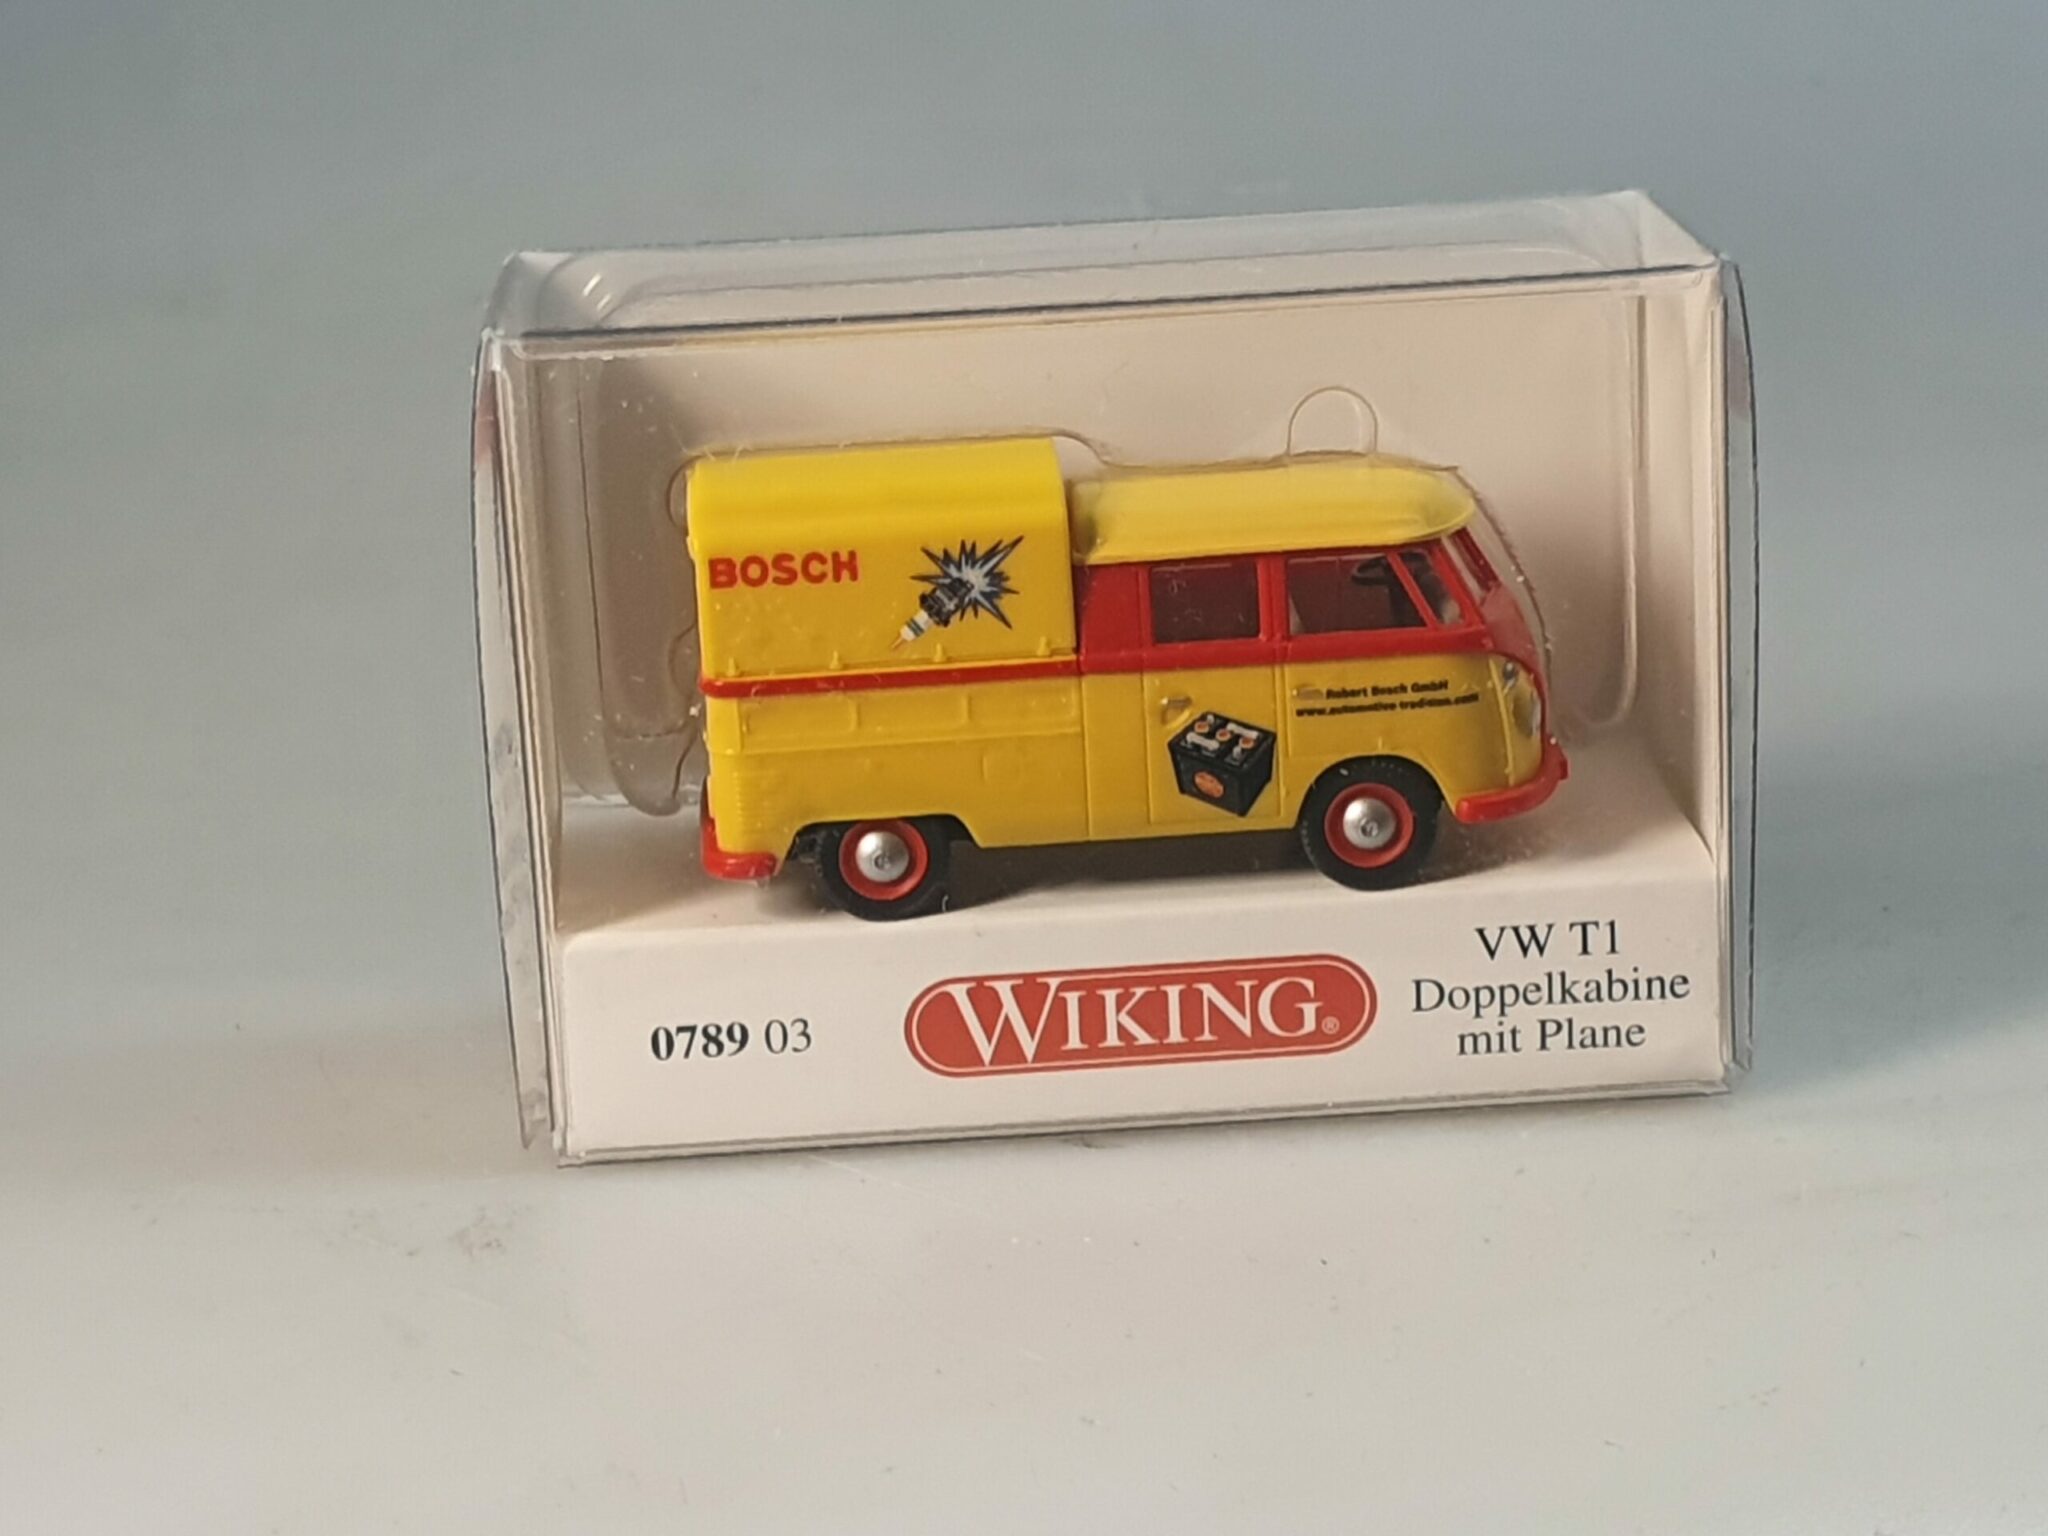 BOSCH
Robert Bosch GmbH
www.automotive-tradition.com
0789 03
WIKING®
VW T1
Doppelkabine
mit Plane